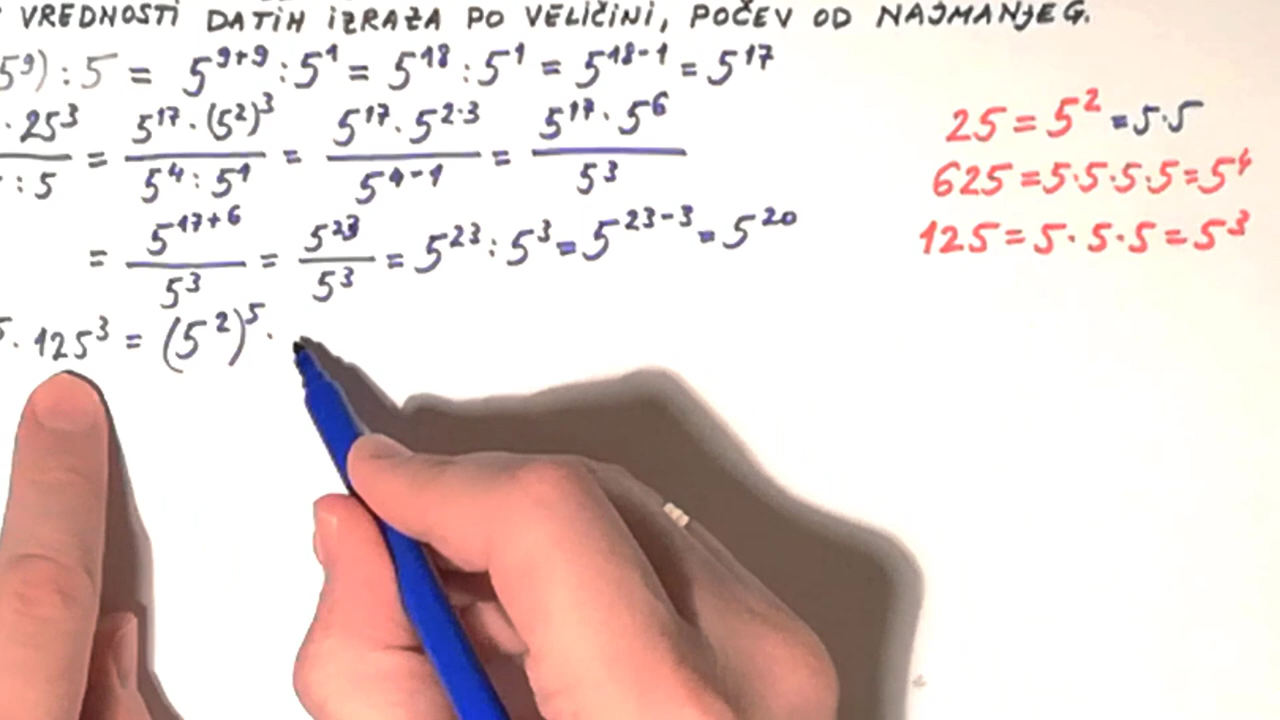 VREDNOSTI DATIH IZRAZA PO VELIČINI, POČEV OD NAJMANJEG.
5⁹) : 5 = 5⁹⁺⁹ : 5¹ = 5¹⁸ : 5¹ = 5¹⁸⁻¹ = 5¹⁷
· 25³ / : 5 = 5¹⁷ · (5²)³ / 5⁴ : 5¹ = 5¹⁷ · 5²·³ / 5⁴⁻¹ = 5¹⁷ · 5⁶ / 5³
= 5¹⁷⁺⁶ / 5³ = 5²³ / 5³ = 5²³ : 5³ = 5²³⁻³ = 5²⁰
⁵ · 125³ = (5²)⁵ ·
25 = 5² = 5·5
625 = 5·5·5·5 = 5⁴
125 = 5·5·5 = 5³